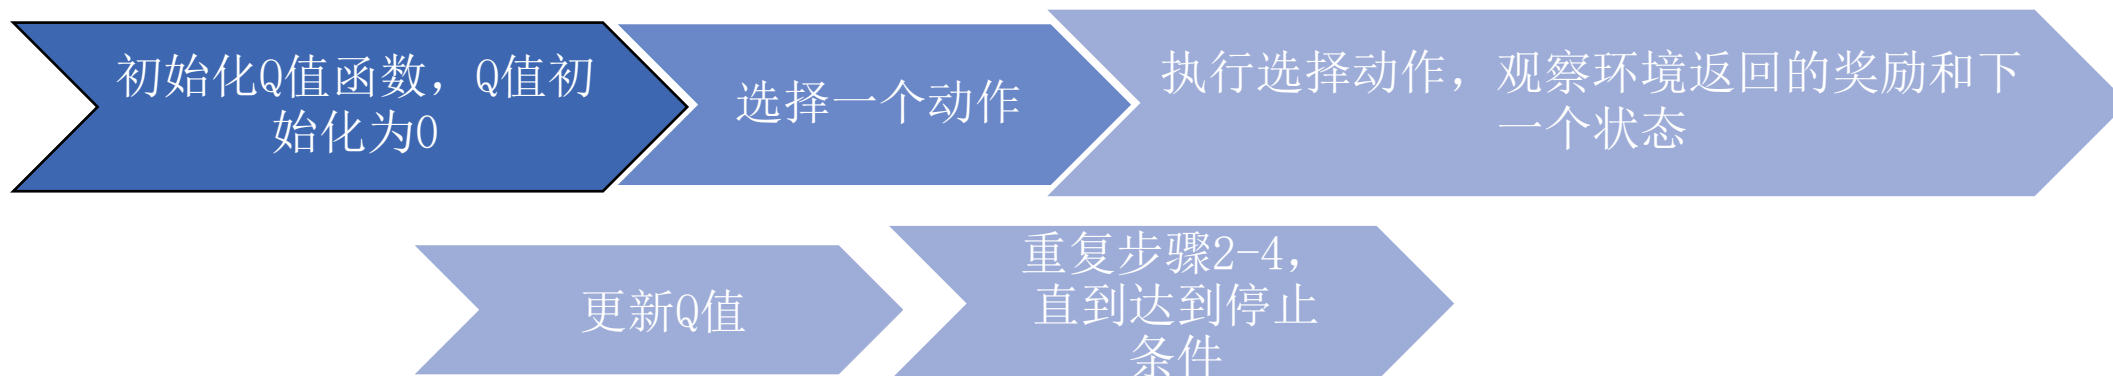 初始化Q值函数，Q值初
始化为0
选择一个动作
执行选择动作，观察环境返回的奖励和下
一个状态
更新Q值
重复步骤2-4，
直到达到停止
条件